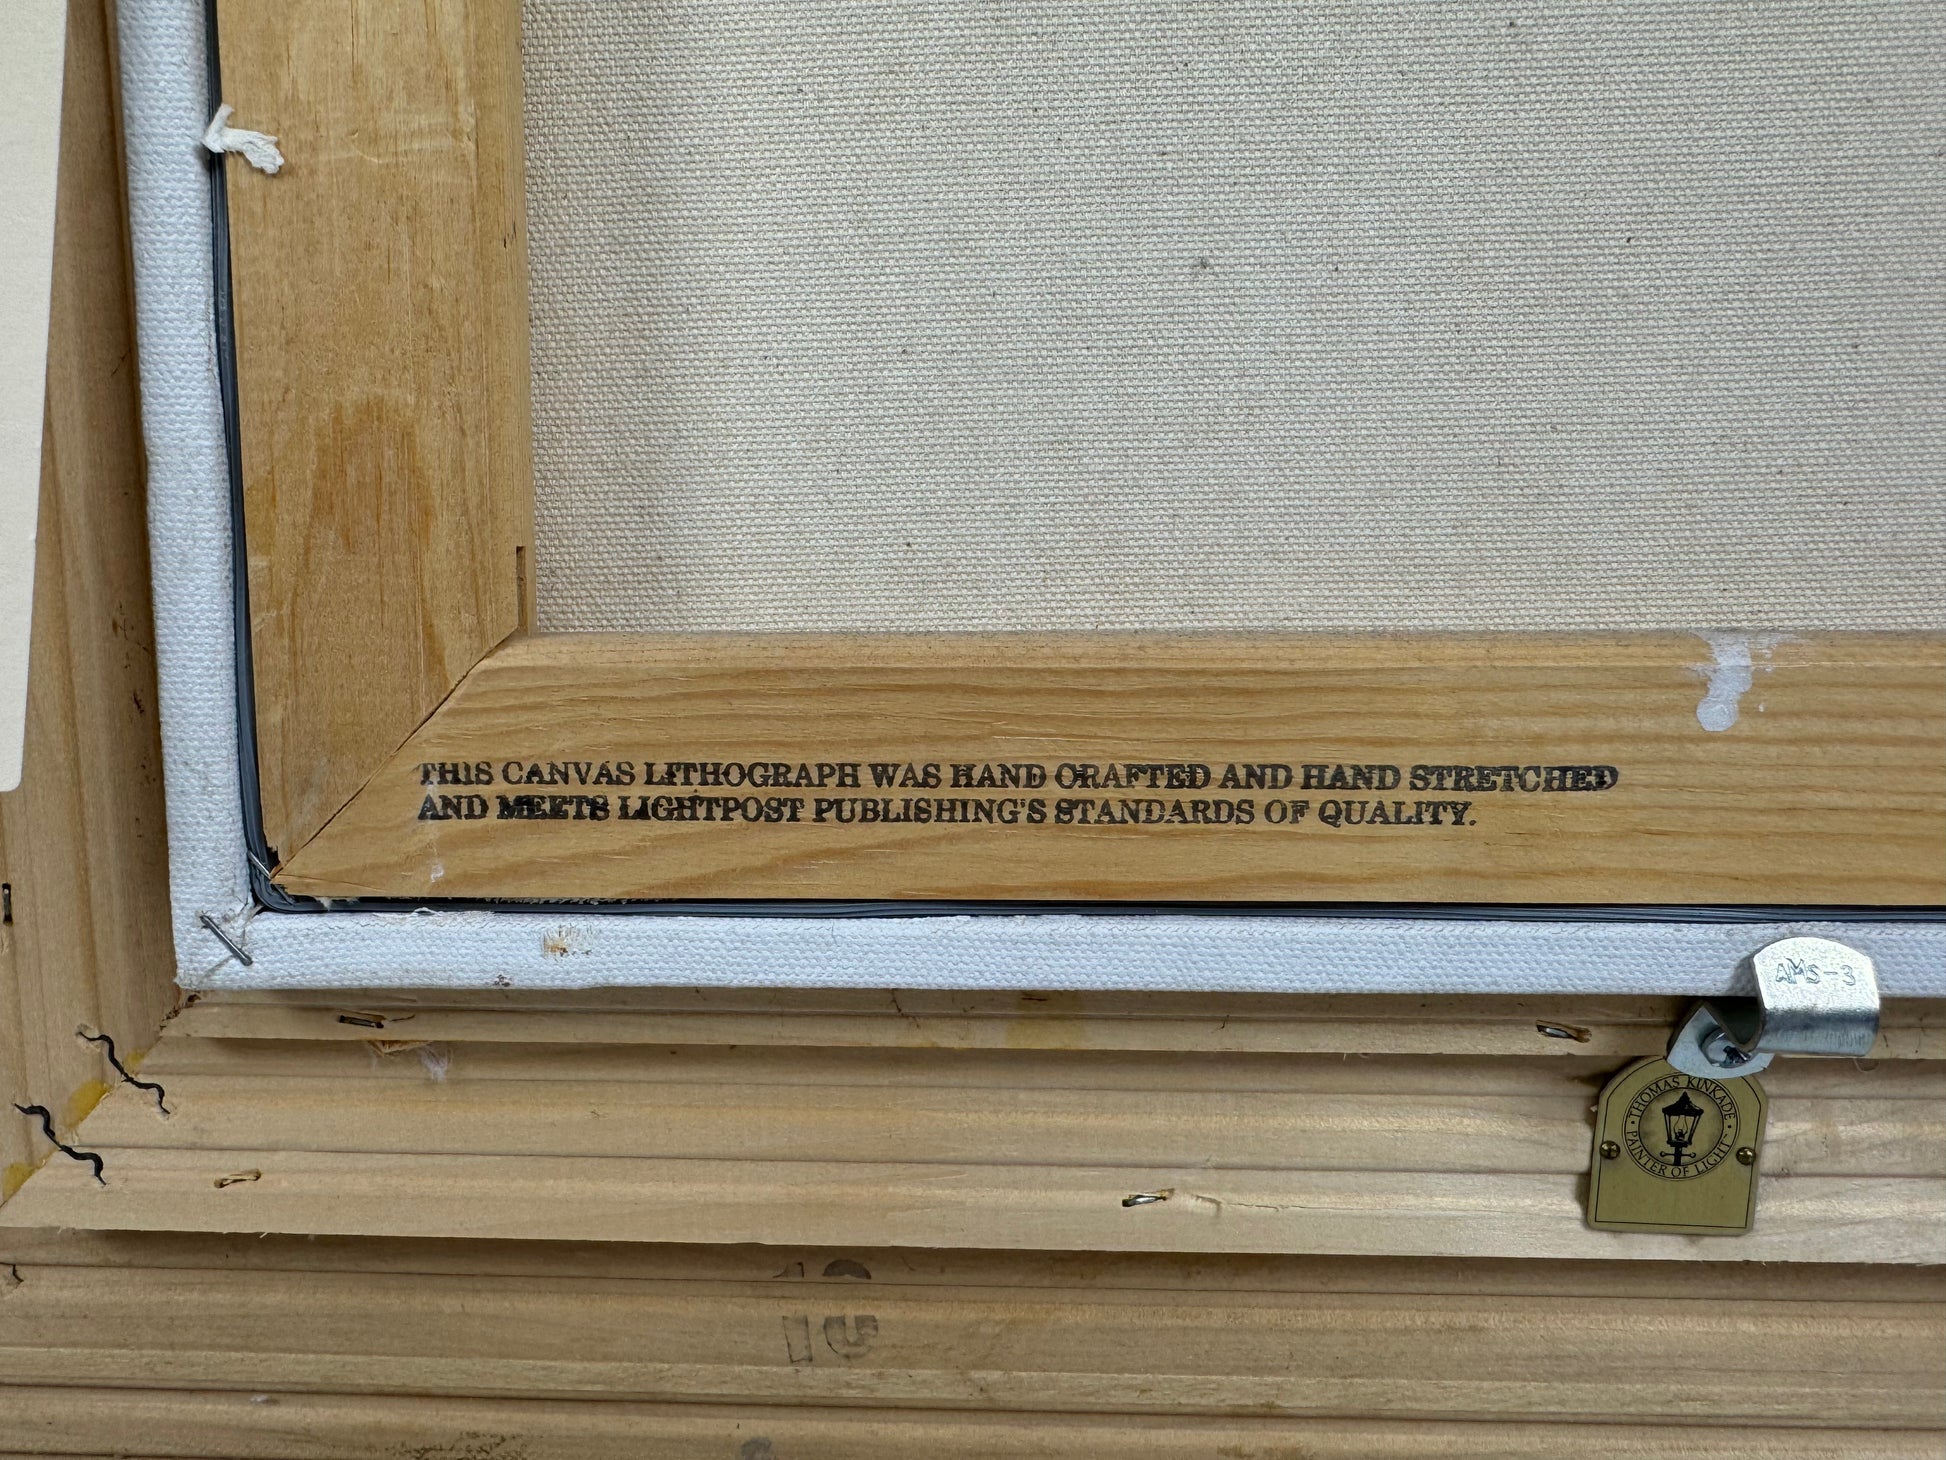 THIS CANVAS LITHOGRAPH WAS HAND CRAFTED AND HAND STRETCHED
AND MEETS LIGHTPOST PUBLISHING'S STANDARDS OF QUALITY.
AMS-3
THOMAS KINKADE
PAINTER OF LIGHT™